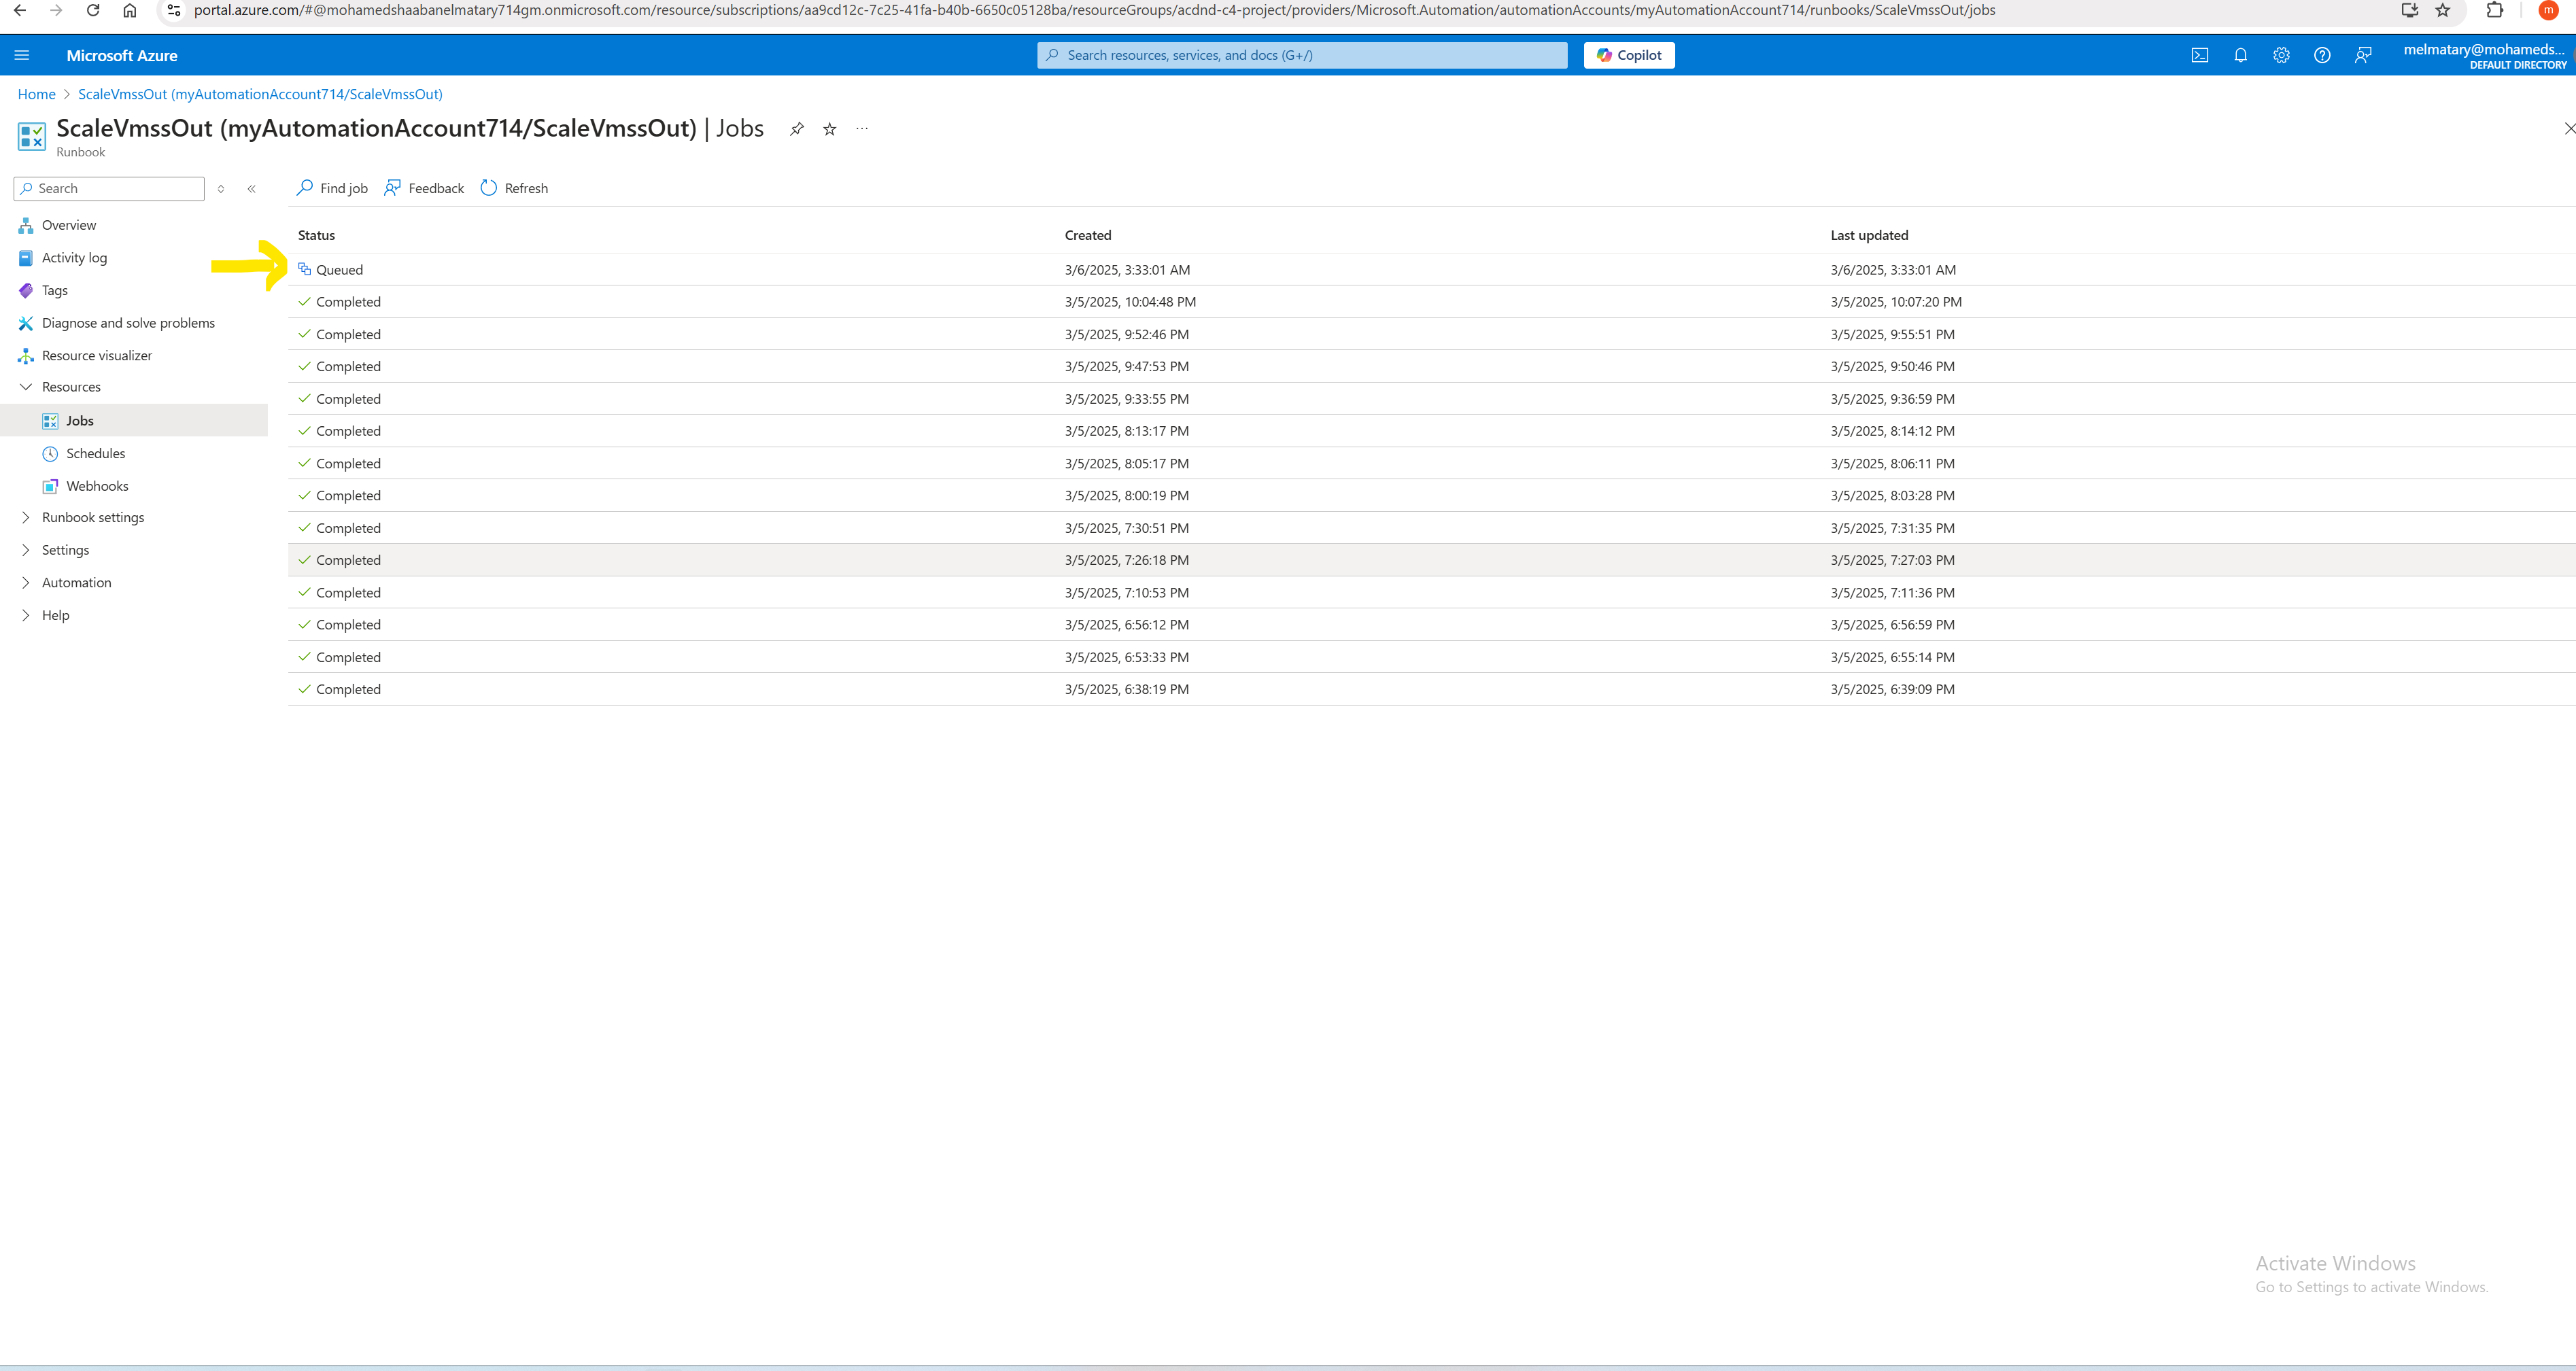 portal.azure.com/#@mohamedshaabanelmatary714gm.onmicrosoft.com/resource/subscriptions/aa9cd12c-7c25-41fa-b40b-6650c05128ba/resourceGroups/acdnd-c4-project/providers/Microsoft.Automation/automationAccounts/myAutomationAccount714/runbooks/ScaleVmssOut/jobs
m
Microsoft Azure
Search resources, services, and docs (G+/)
Copilot
melmatary@mohameds...
DEFAULT DIRECTORY
Home > ScaleVmssOut (myAutomationAccount714/ScaleVmssOut)
ScaleVmssOut (myAutomationAccount714/ScaleVmssOut) | Jobs
Runbook
Search
Overview
Activity log
Tags
Diagnose and solve problems
Resource visualizer
Resources
Jobs
Schedules
Webhooks
Runbook settings
Settings
Automation
Help
Find job Feedback Refresh
Status Created Last updated
Queued 3/6/2025, 3:33:01 AM 3/6/2025, 3:33:01 AM
Completed 3/5/2025, 10:04:48 PM 3/5/2025, 10:07:20 PM
Completed 3/5/2025, 9:52:46 PM 3/5/2025, 9:55:51 PM
Completed 3/5/2025, 9:47:53 PM 3/5/2025, 9:50:46 PM
Completed 3/5/2025, 9:33:55 PM 3/5/2025, 9:36:59 PM
Completed 3/5/2025, 8:13:17 PM 3/5/2025, 8:14:12 PM
Completed 3/5/2025, 8:05:17 PM 3/5/2025, 8:06:11 PM
Completed 3/5/2025, 8:00:19 PM 3/5/2025, 8:03:28 PM
Completed 3/5/2025, 7:30:51 PM 3/5/2025, 7:31:35 PM
Completed 3/5/2025, 7:26:18 PM 3/5/2025, 7:27:03 PM
Completed 3/5/2025, 7:10:53 PM 3/5/2025, 7:11:36 PM
Completed 3/5/2025, 6:56:12 PM 3/5/2025, 6:56:59 PM
Completed 3/5/2025, 6:53:33 PM 3/5/2025, 6:55:14 PM
Completed 3/5/2025, 6:38:19 PM 3/5/2025, 6:39:09 PM
Activate Windows
Go to Settings to activate Windows.